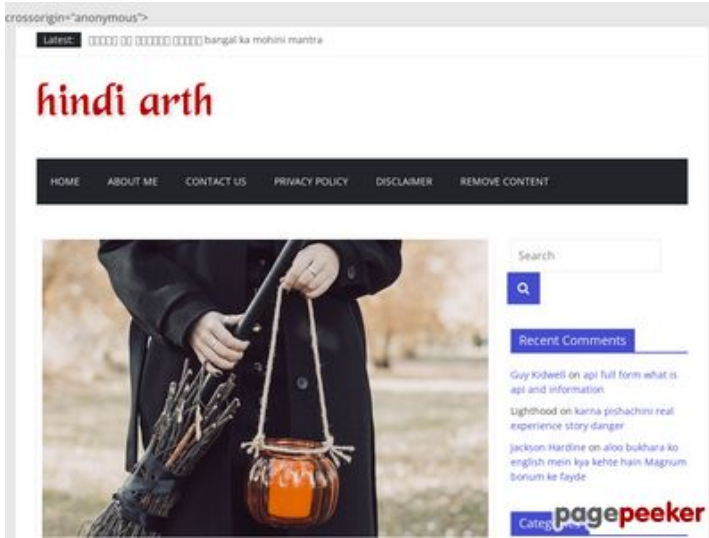 crossorigin="anonymous">
Latest: bangal ka mohini mantra
hindi arth
HOME ABOUT ME CONTACT US PRIVACY POLICY DISCLAIMER REMOVE CONTENT
Search
Recent Comments
Guy Kidwell on api full form what is
api and information
Lighthood on karna pishachini real
experience story danger
Jackson Hardine on aloo bukhara ko
english mein kya kehte hain Magnum
bonum ke fayde
pagepeeker